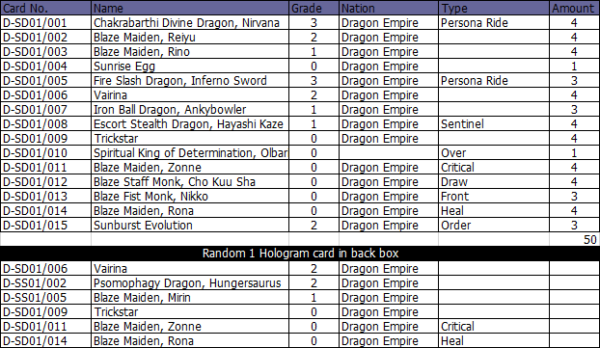 Card No. Name Grade Nation Type Amount
D-SD01/001 Chakrabarthi Divine Dragon, Nirvana 3 Dragon Empire Persona Ride 4
D-SD01/002 Blaze Maiden, Reiyu 2 Dragon Empire 4
D-SD01/003 Blaze Maiden, Rino 1 Dragon Empire 4
D-SD01/004 Sunrise Egg 0 Dragon Empire 1
D-SD01/005 Fire Slash Dragon, Inferno Sword 3 Dragon Empire Persona Ride 3
D-SD01/006 Vairina 2 Dragon Empire 4
D-SD01/007 Iron Ball Dragon, Ankybowler 1 Dragon Empire 3
D-SD01/008 Escort Stealth Dragon, Hayashi Kaze 1 Dragon Empire Sentinel 4
D-SD01/009 Trickstar 0 Dragon Empire 4
D-SD01/010 Spiritual King of Determination, Olbar 0 Over 1
D-SD01/011 Blaze Maiden, Zonne 0 Dragon Empire Critical 4
D-SD01/012 Blaze Staff Monk, Cho Kuu Sha 0 Dragon Empire Draw 4
D-SD01/013 Blaze Fist Monk, Nikko 0 Dragon Empire Front 3
D-SD01/014 Blaze Maiden, Rona 0 Dragon Empire Heal 4
D-SD01/015 Sunburst Evolution 2 Dragon Empire Order 3
50
Random 1 Hologram card in back box
D-SD01/006 Vairina 2 Dragon Empire
D-SS01/002 Psomophagy Dragon, Hungersaurus 2 Dragon Empire
D-SS01/005 Blaze Maiden, Mirin 1 Dragon Empire
D-SD01/009 Trickstar 0 Dragon Empire
D-SD01/011 Blaze Maiden, Zonne 0 Dragon Empire Critical
D-SD01/014 Blaze Maiden, Rona 0 Dragon Empire Heal